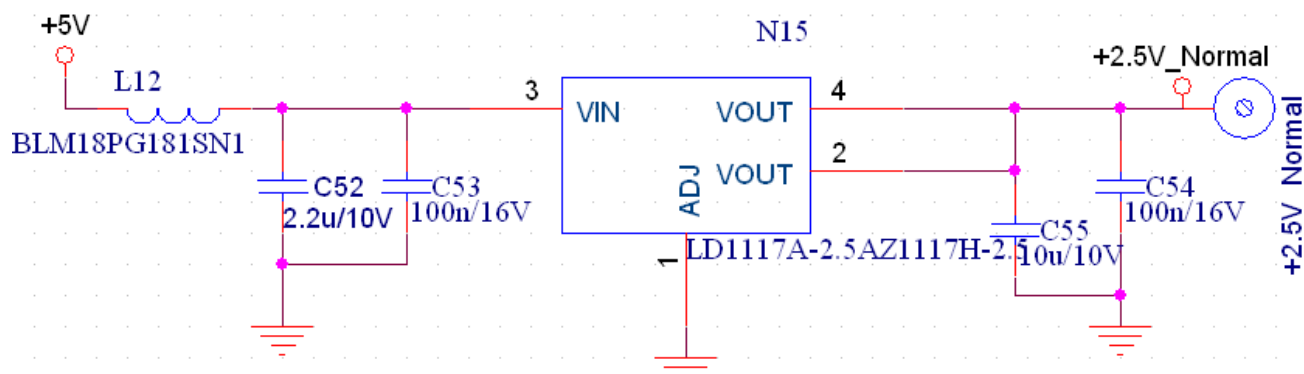 +5V
N15
+2.5V_Normal
L12
3
VIN
VOUT
4
BLM18PG181SN1
VOUT
2
ADJ
C52
2.2u/10V
C53
100n/16V
C54
100n/16V
C55
10u/10V
LD1117A-2.5AZ1117H-2.5
1
+2.5V Normal